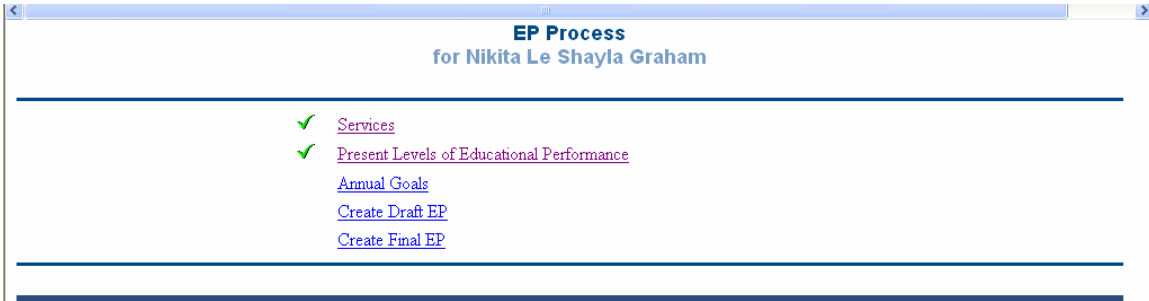 EP Process
for Nikita Le Shayla Graham
Services
Present Levels of Educational Performance
Annual Goals
Create Draft EP
Create Final EP